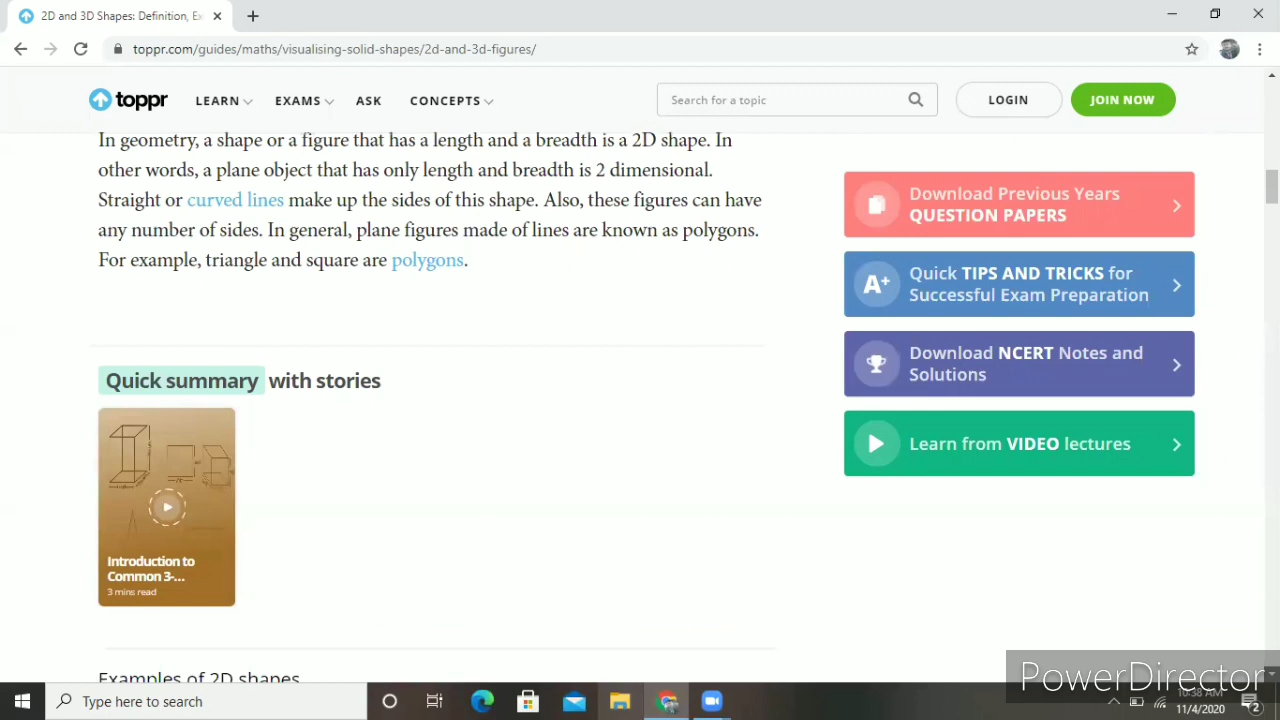 2D and 3D Shapes: Definition, Ex
toppr.com/guides/maths/visualising-solid-shapes/2d-and-3d-figures/
toppr
LEARN
EXAMS
ASK
CONCEPTS
Search for a topic
LOGIN
JOIN NOW
In geometry, a shape or a figure that has a length and a breadth is a 2D shape. In
other words, a plane object that has only length and breadth is 2 dimensional.
Straight or curved lines make up the sides of this shape. Also, these figures can have
any number of sides. In general, plane figures made of lines are known as polygons.
For example, triangle and square are polygons.
Download Previous Years
QUESTION PAPERS
A+
Quick TIPS AND TRICKS for
Successful Exam Preparation
Download NCERT Notes and
Solutions
Learn from VIDEO lectures
Quick summary with stories
Introduction to
Common 3-...
3 mins read
Examples of 2D shapes
PowerDirector
Type here to search
10:38 AM
11/4/2020
2